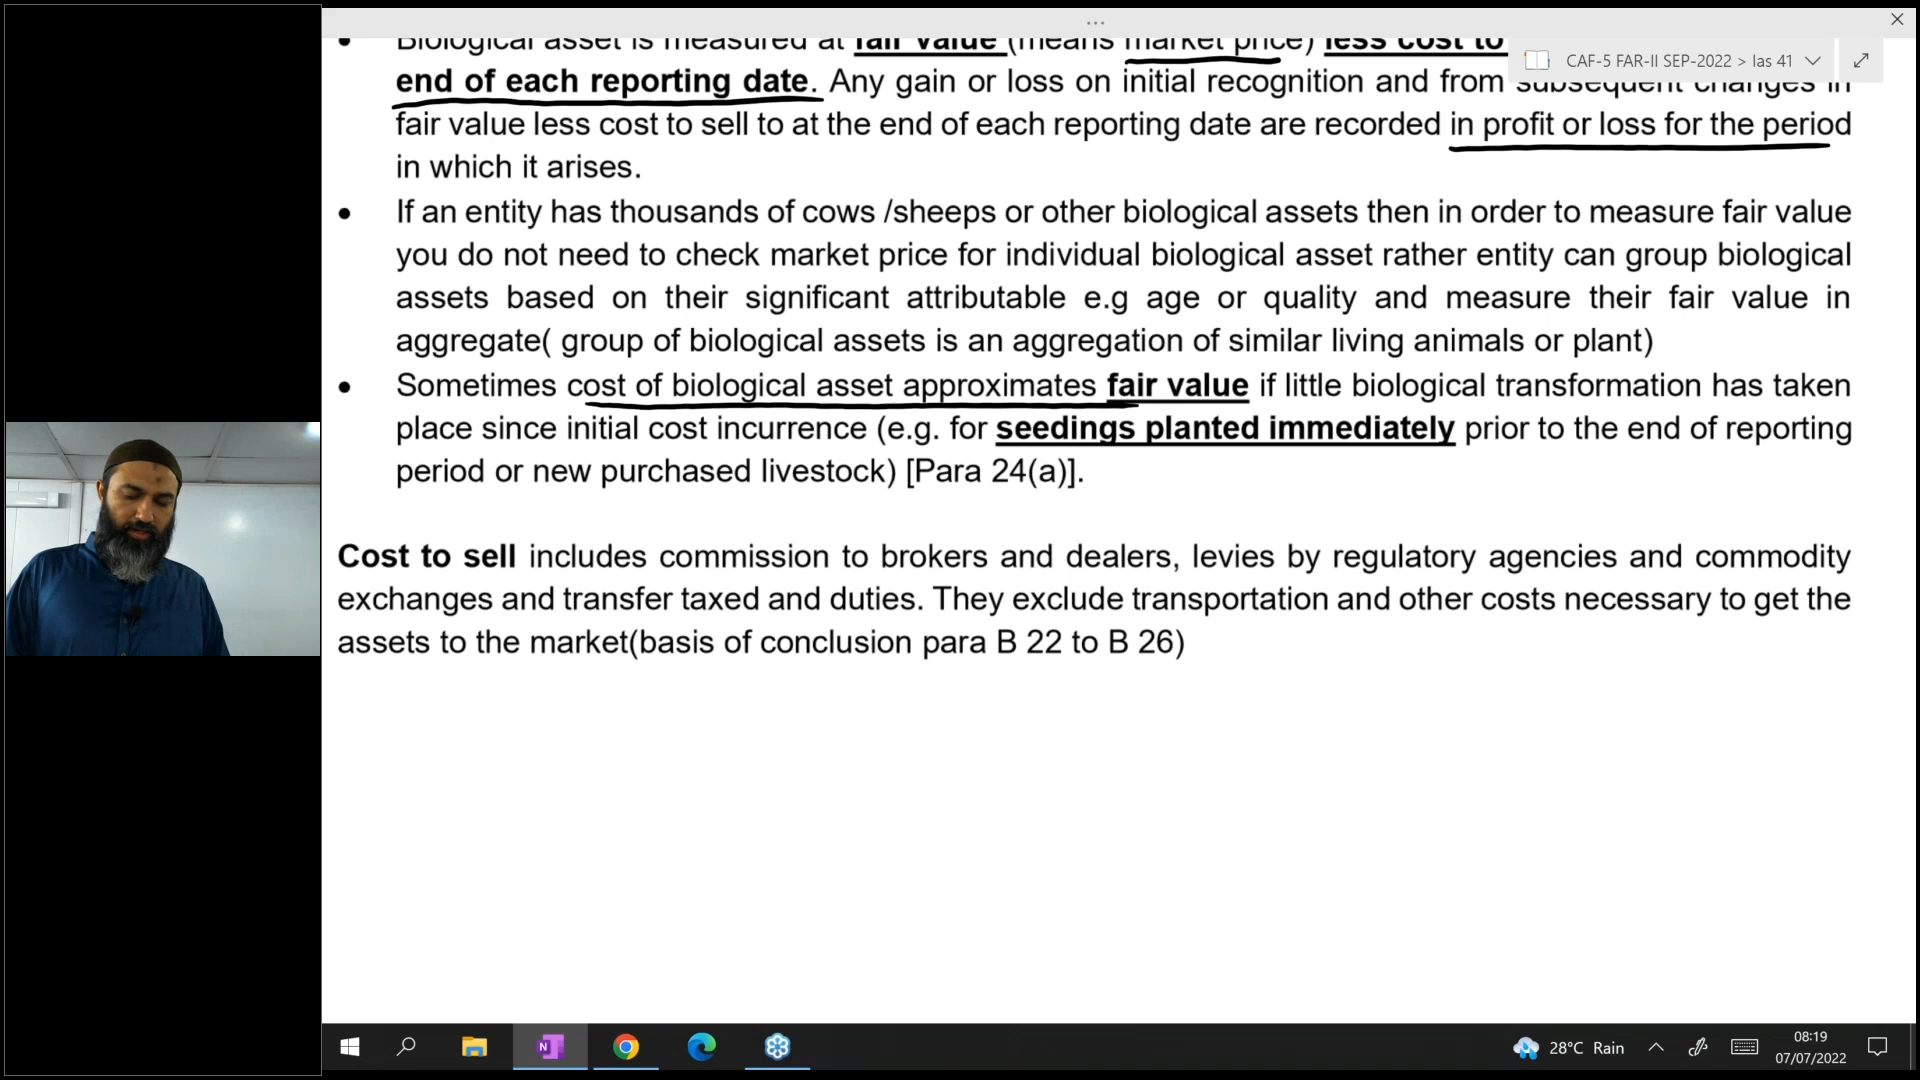 ...
Biological asset is measured at fair value (means market price) less cost to
CAF-5 FAR-II SEP-2022 > Ias 41
end of each reporting date. Any gain or loss on initial recognition and from subsequent changes in
fair value less cost to sell to at the end of each reporting date are recorded in profit or loss for the period
in which it arises.
• If an entity has thousands of cows /sheeps or other biological assets then in order to measure fair value
you do not need to check market price for individual biological asset rather entity can group biological
assets based on their significant attributable e.g age or quality and measure their fair value in
aggregate( group of biological assets is an aggregation of similar living animals or plant)
• Sometimes cost of biological asset approximates fair value if little biological transformation has taken
place since initial cost incurrence (e.g. for seedings planted immediately prior to the end of reporting
period or new purchased livestock) [Para 24(a)].
Cost to sell includes commission to brokers and dealers, levies by regulatory agencies and commodity
exchanges and transfer taxed and duties. They exclude transportation and other costs necessary to get the
assets to the market(basis of conclusion para B 22 to B 26)
N
28°C Rain
08:19
07/07/2022